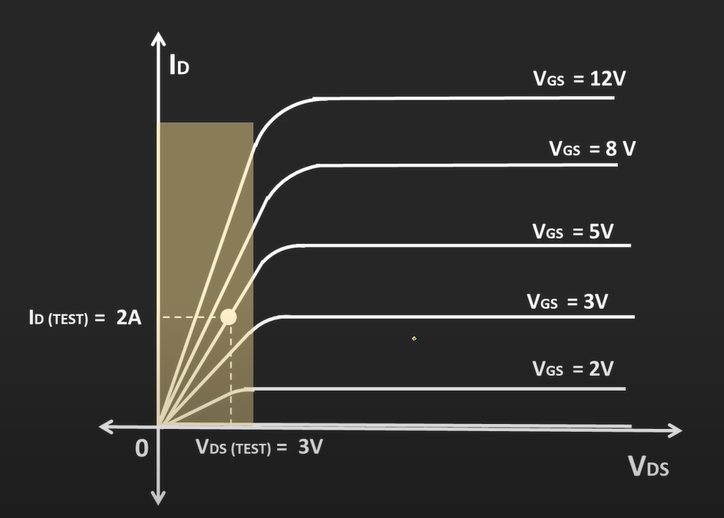 ID
VGS = 12V
VGS = 8 V
VGS = 5V
VGS = 3V
ID (TEST) = 2A
VGS = 2V
0
VDS (TEST) = 3V
VDS